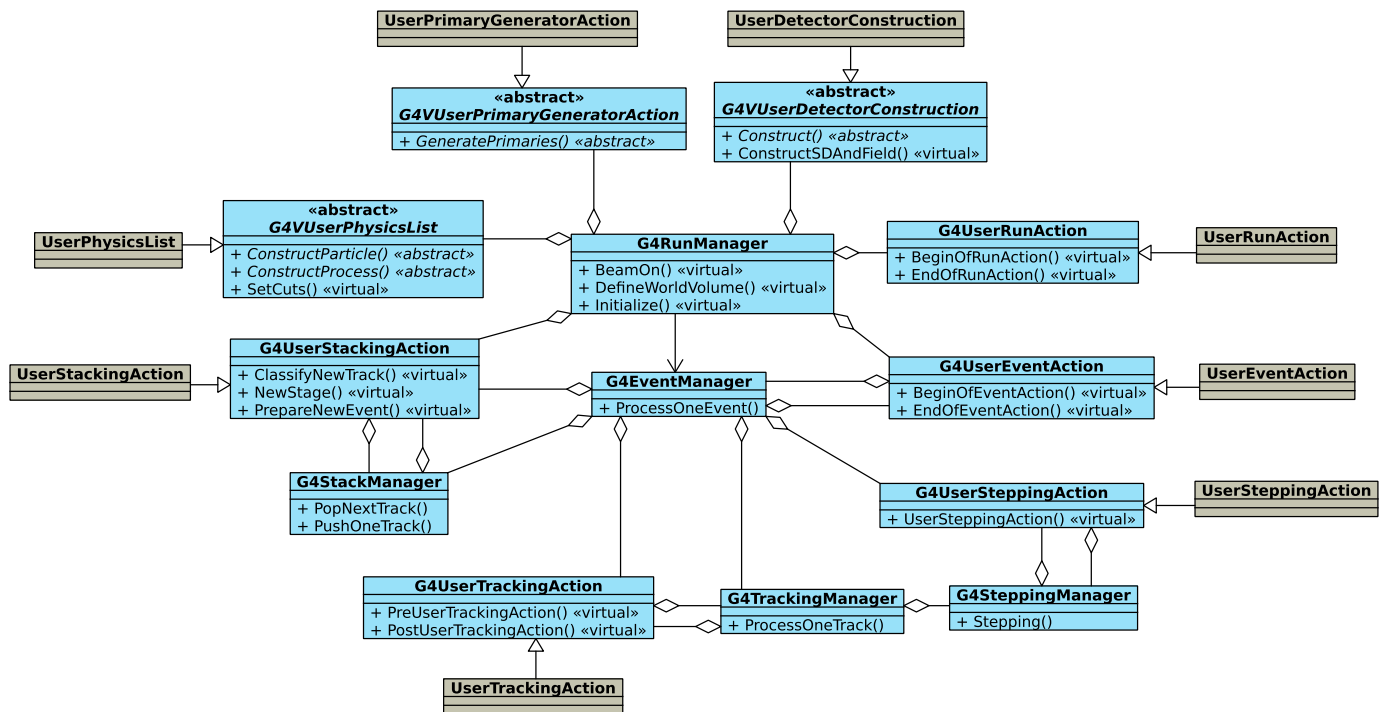 UserPrimaryGeneratorAction
UserDetectorConstruction
«abstract»
G4VUserPrimaryGeneratorAction
+ GeneratePrimaries() «abstract»
«abstract»
G4VUserDetectorConstruction
+ Construct() «abstract»
+ ConstructSDAndField() «virtual»
UserPhysicsList
«abstract»
G4VUserPhysicsList
+ ConstructParticle() «abstract»
+ ConstructProcess() «abstract»
+ SetCuts() «virtual»
G4RunManager
+ BeamOn() «virtual»
+ DefineWorldVolume() «virtual»
+ Initialize() «virtual»
G4UserRunAction
+ BeginOfRunAction() «virtual»
+ EndOfRunAction() «virtual»
UserRunAction
UserStackingAction
G4UserStackingAction
+ ClassifyNewTrack() «virtual»
+ NewStage() «virtual»
+ PrepareNewEvent() «virtual»
G4EventManager
+ ProcessOneEvent()
G4UserEventAction
+ BeginOfEventAction() «virtual»
+ EndOfEventAction() «virtual»
UserEventAction
G4StackManager
+ PopNextTrack()
+ PushOneTrack()
G4UserSteppingAction
+ UserSteppingAction() «virtual»
UserSteppingAction
G4UserTrackingAction
+ PreUserTrackingAction() «virtual»
+ PostUserTrackingAction() «virtual»
G4TrackingManager
+ ProcessOneTrack()
G4SteppingManager
+ Stepping()
UserTrackingAction